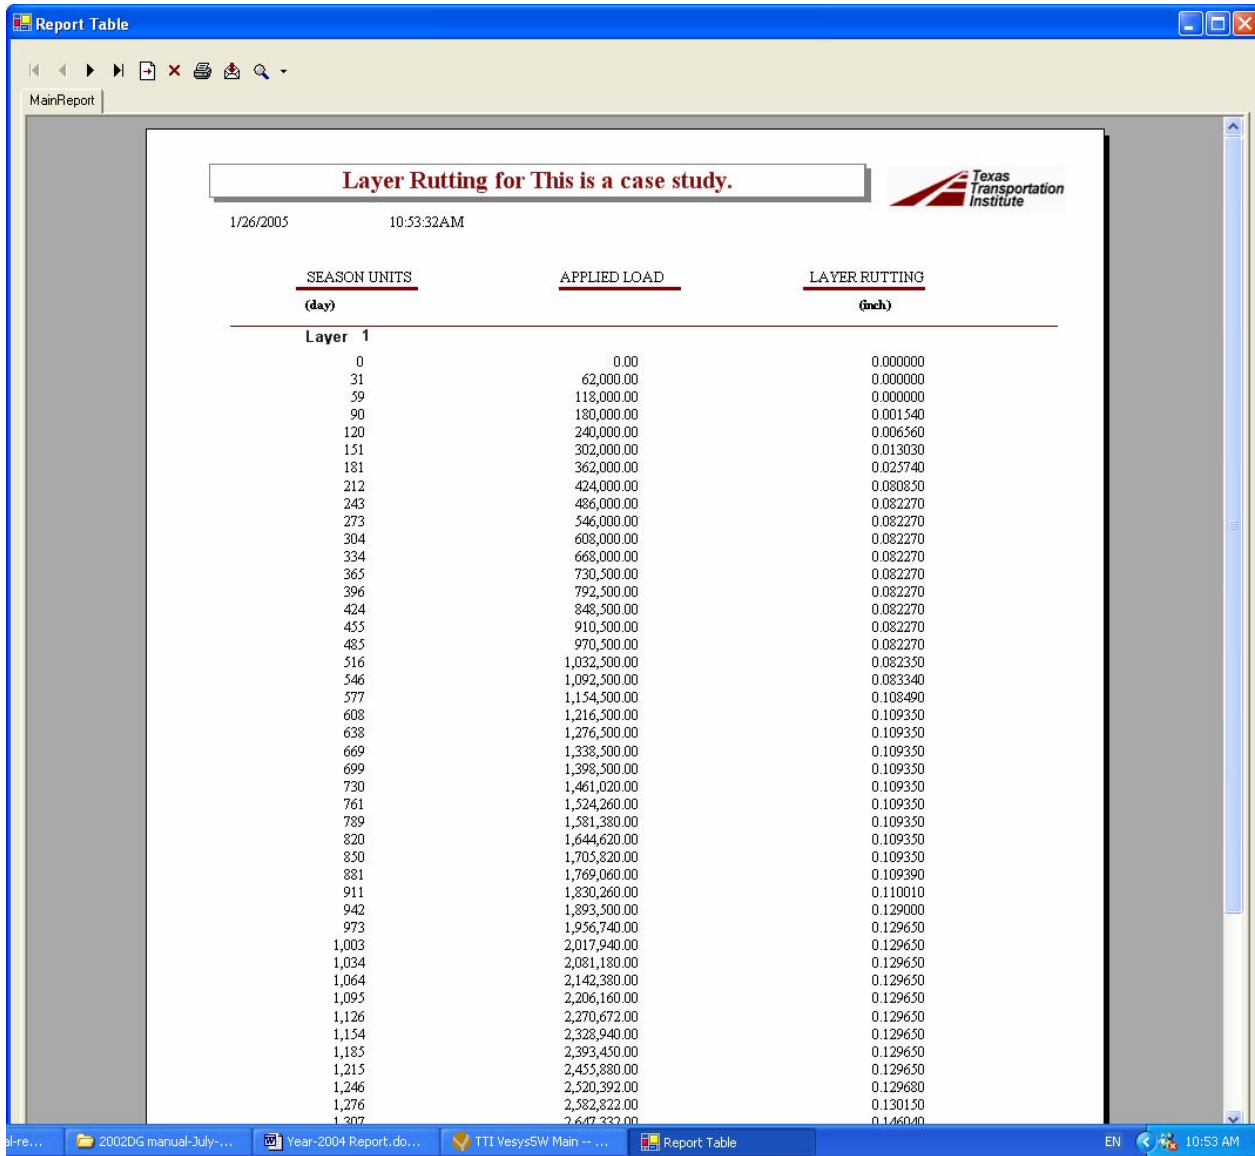 Report Table
MainReport
Layer Rutting for This is a case study.
Texas
Transportation
Institute
1/26/2005 10:53:32AM
SEASON UNITS APPLIED LOAD LAYER RUTTING
(day) (inch)
Layer 1
0 0.00 0.000000
31 62,000.00 0.000000
59 118,000.00 0.000000
90 180,000.00 0.001540
120 240,000.00 0.006560
151 302,000.00 0.013030
181 362,000.00 0.025740
212 424,000.00 0.080850
243 486,000.00 0.082270
273 546,000.00 0.082270
304 608,000.00 0.082270
334 668,000.00 0.082270
365 730,500.00 0.082270
396 792,500.00 0.082270
424 848,500.00 0.082270
455 910,500.00 0.082270
485 970,500.00 0.082270
516 1,032,500.00 0.082350
546 1,092,500.00 0.083340
577 1,154,500.00 0.108490
608 1,216,500.00 0.109350
638 1,276,500.00 0.109350
669 1,338,500.00 0.109350
699 1,398,500.00 0.109350
730 1,461,020.00 0.109350
761 1,524,260.00 0.109350
789 1,581,380.00 0.109350
820 1,644,620.00 0.109350
850 1,705,820.00 0.109350
881 1,769,060.00 0.109390
911 1,830,260.00 0.110010
942 1,893,500.00 0.129000
973 1,956,740.00 0.129650
1,003 2,017,940.00 0.129650
1,034 2,081,180.00 0.129650
1,064 2,142,380.00 0.129650
1,095 2,206,160.00 0.129650
1,126 2,270,672.00 0.129650
1,154 2,328,940.00 0.129650
1,185 2,393,450.00 0.129650
1,215 2,455,880.00 0.129650
1,246 2,520,392.00 0.129680
1,276 2,582,822.00 0.130150
1,307 2,647,332.00 0.146040
al-re... 2002DG manual-July-... Year-2004 Report.do... TTI Vesys5W Main -- ... Report Table EN 10:53 AM